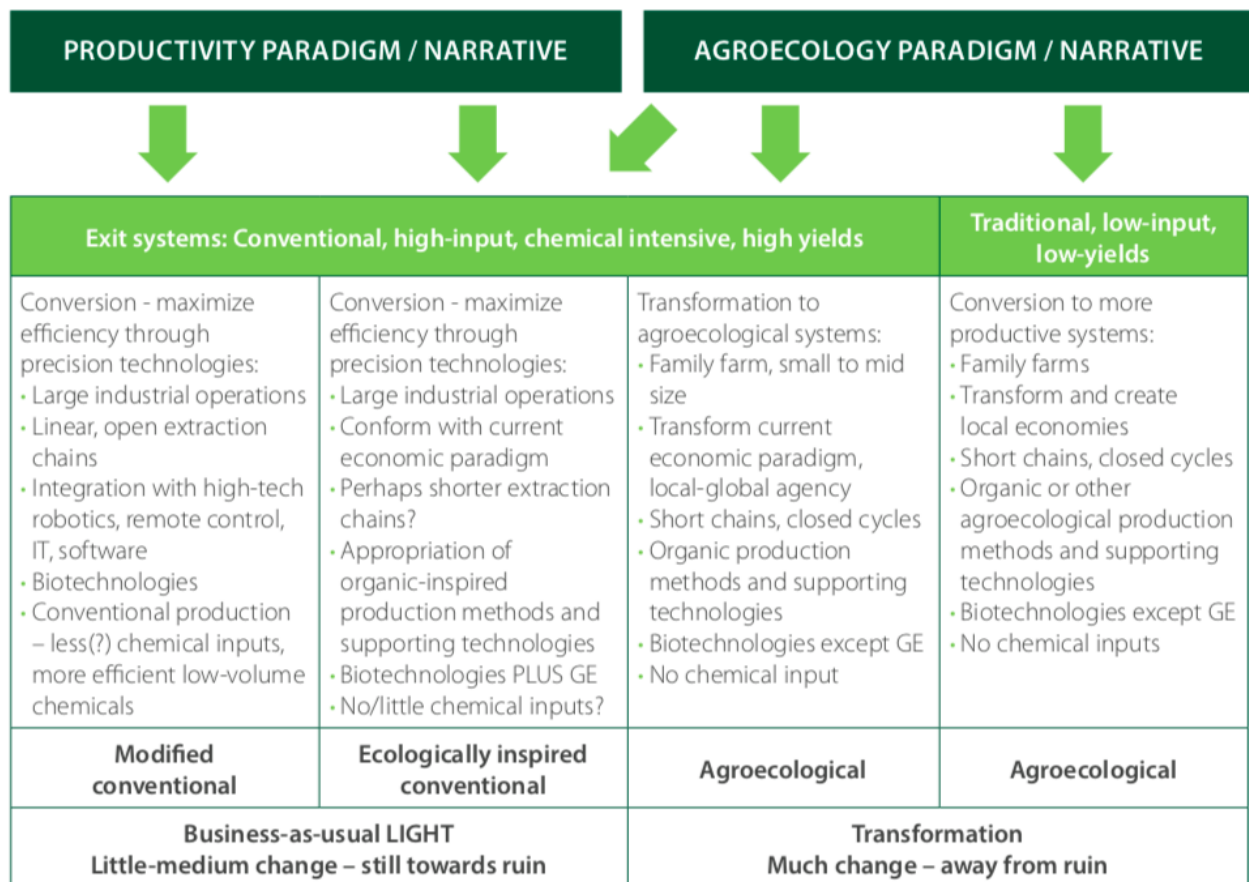 PRODUCTIVITY PARADIGM / NARRATIVE
AGROECOLOGY PARADIGM / NARRATIVE
Exit systems: Conventional, high-input, chemical intensive, high yields
Traditional, low-input,
low-yields
Conversion - maximize
efficiency through
precision technologies:
• Large industrial operations
• Linear, open extraction
chains
• Integration with high-tech
robotics, remote control,
IT, software
• Biotechnologies
• Conventional production
– less(?) chemical inputs,
more efficient low-volume
chemicals
Conversion - maximize
efficiency through
precision technologies:
• Large industrial operations
• Conform with current
economic paradigm
• Perhaps shorter extraction
chains?
• Appropriation of
organic-inspired
production methods and
supporting technologies
• Biotechnologies PLUS GE
• No/little chemical inputs?
Transformation to
agroecological systems:
• Family farm, small to mid
size
• Transform current
economic paradigm,
local-global agency
• Short chains, closed cycles
• Organic production
methods and supporting
technologies
• Biotechnologies except GE
• No chemical input
Conversion to more
productive systems:
• Family farms
• Transform and create
local economies
• Short chains, closed cycles
• Organic or other
agroecological production
methods and supporting
technologies
• Biotechnologies except GE
• No chemical inputs
Modified
conventional
Ecologically inspired
conventional
Agroecological
Agroecological
Business-as-usual LIGHT
Little-medium change – still towards ruin
Transformation
Much change – away from ruin